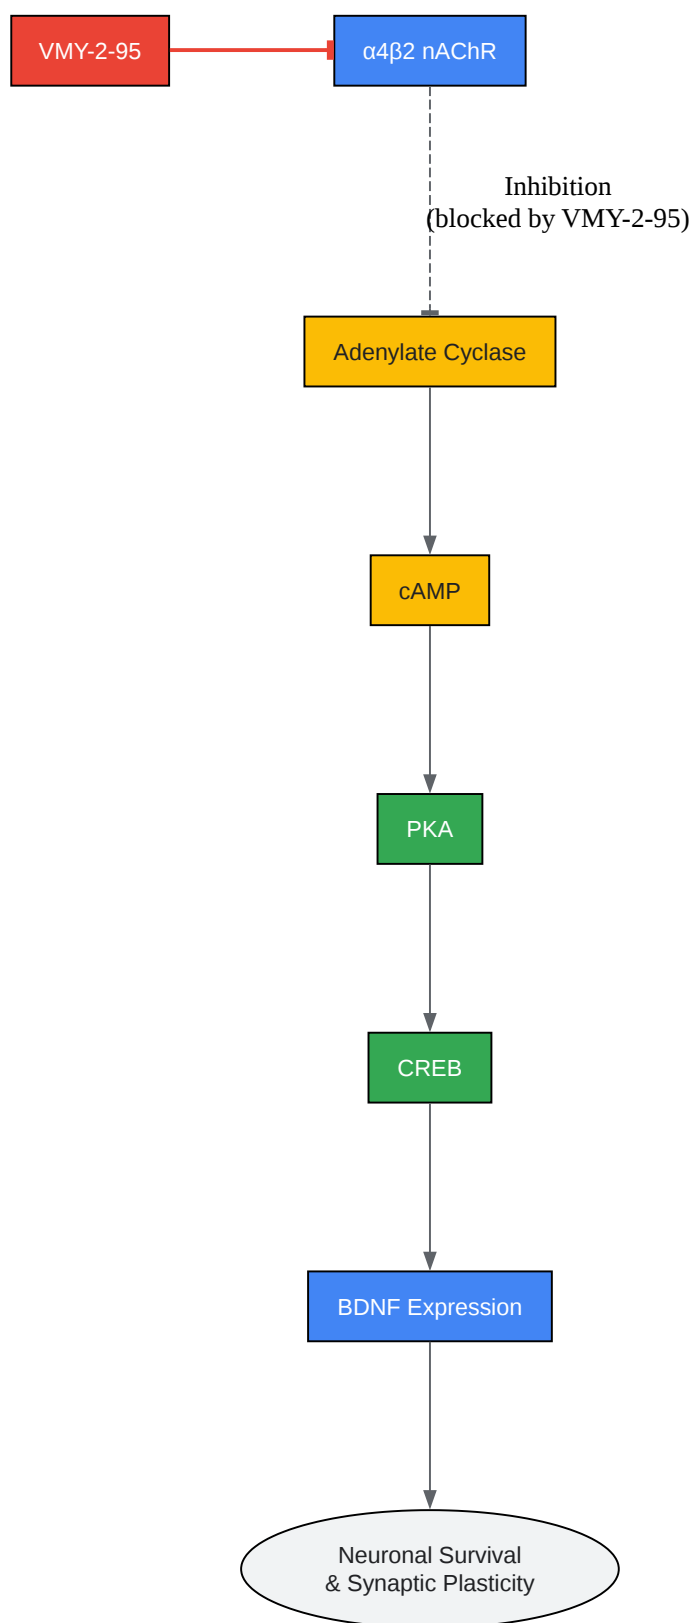 VMY-2-95
α4β2 nAChR
Inhibition
(blocked by VMY-2-95)
Adenylate Cyclase
cAMP
PKA
CREB
BDNF Expression
Neuronal Survival
& Synaptic Plasticity